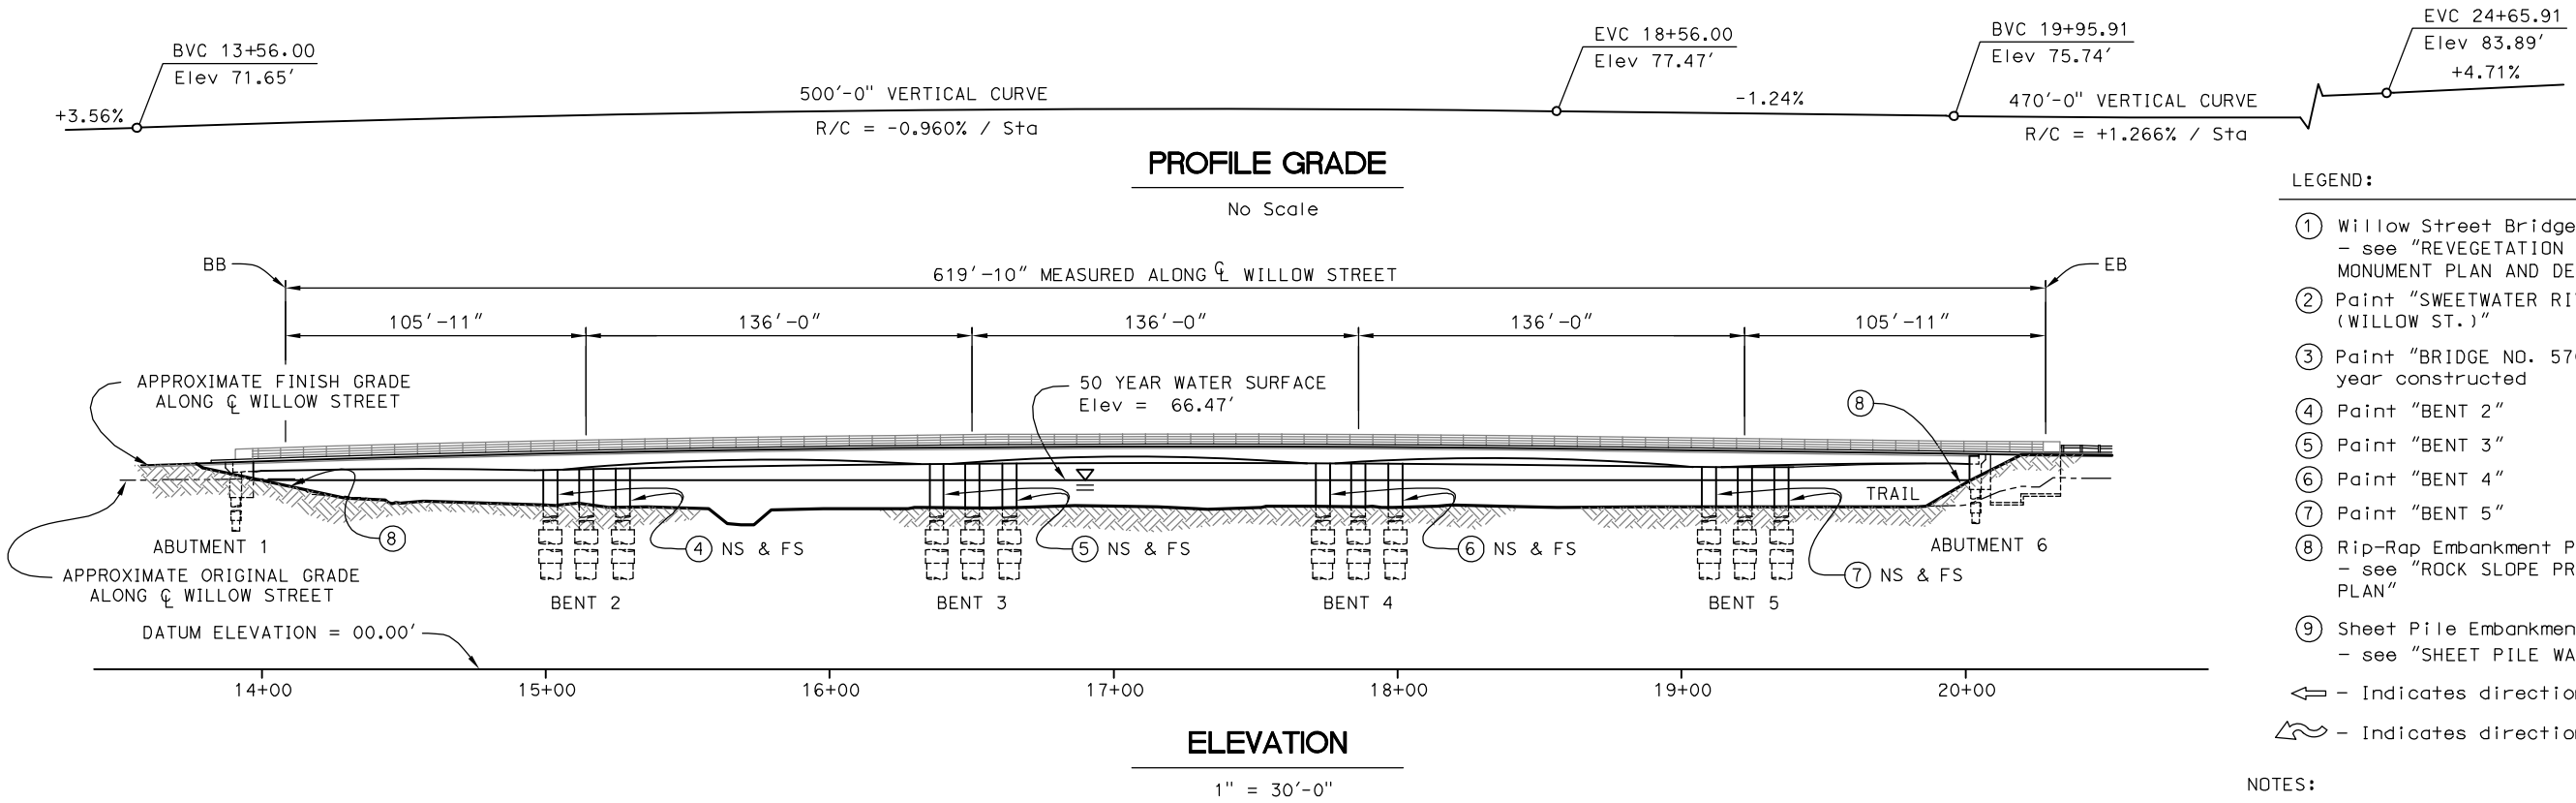 BVC 13+56.00
Elev 71.65'
EVC 18+56.00
Elev 77.47'
BVC 19+95.91
Elev 75.74'
EVC 24+65.91
Elev 83.89'
+3.56%
500'-0" VERTICAL CURVE
R/C = -0.960% / Sta
-1.24%
470'-0" VERTICAL CURVE
R/C = +1.266% / Sta
+4.71%
PROFILE GRADE
No Scale
BB
619'-10" MEASURED ALONG ℄ WILLOW STREET
EB
105'-11"
136'-0"
136'-0"
136'-0"
105'-11"
APPROXIMATE FINISH GRADE
ALONG ℄ WILLOW STREET
50 YEAR WATER SURFACE
Elev = 66.47'
8
TRAIL
ABUTMENT 1
8
4 NS & FS
5 NS & FS
6 NS & FS
7 NS & FS
ABUTMENT 6
APPROXIMATE ORIGINAL GRADE
ALONG ℄ WILLOW STREET
BENT 2
BENT 3
BENT 4
BENT 5
DATUM ELEVATION = 00.00'
14+00
15+00
16+00
17+00
18+00
19+00
20+00
ELEVATION
1" = 30'-0"
LEGEND:
1 Willow Street Bridge
- see "REVEGETATION
MONUMENT PLAN AND
2 Paint "SWEETWATER
(WILLOW ST.)"
3 Paint "BRIDGE NO.
year constructed
4 Paint "BENT 2"
5 Paint "BENT 3"
6 Paint "BENT 4"
7 Paint "BENT 5"
8 Rip-Rap Embankment
- see "ROCK SLOPE
PLAN"
9 Sheet Pile
- see "SHEET PILE
- Indicates
- Indicates
NOTES: